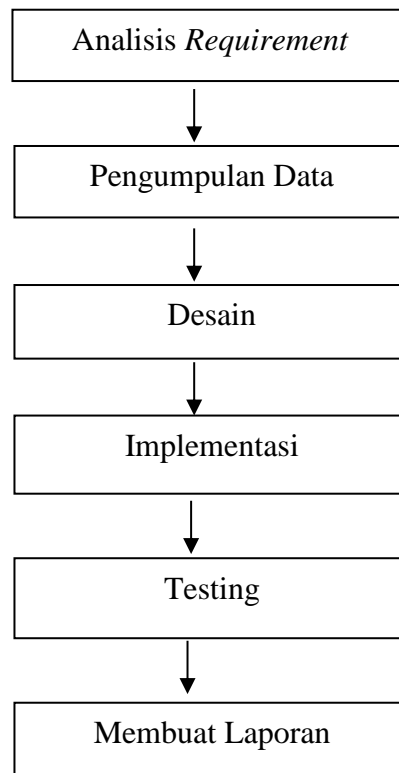 Analisis Requirement
Pengumpulan Data
Desain
Implementasi
Testing
Membuat Laporan